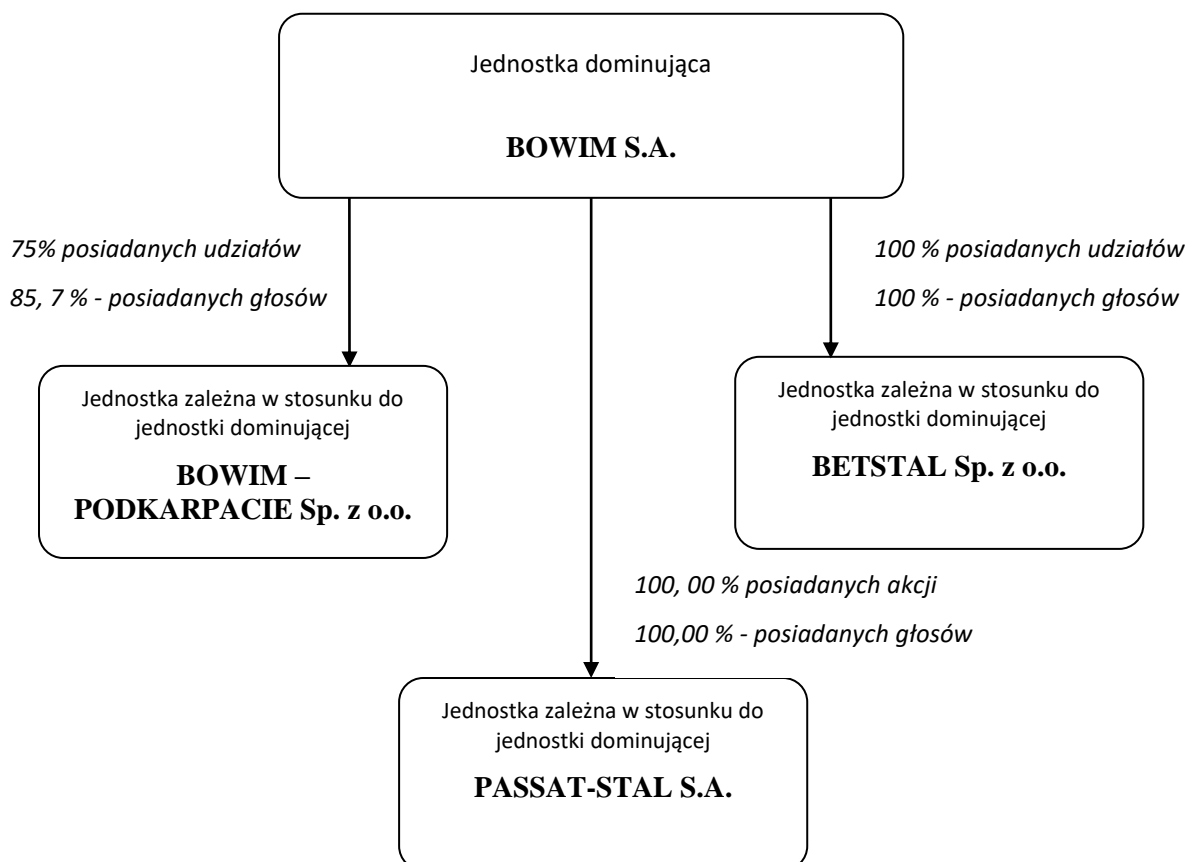 Jednostka dominująca
BOWIM S.A.
75% posiadanych udziałów
85, 7 % - posiadanych głosów
100 % posiadanych udziałów
100 % - posiadanych głosów
Jednostka zależna w stosunku do
jednostki dominującej
BOWIM –
PODKARPACIE Sp. z o.o.
Jednostka zależna w stosunku do
jednostki dominującej
BETSTAL Sp. z o.o.
100, 00 % posiadanych akcji
100,00 % - posiadanych głosów
Jednostka zależna w stosunku do
jednostki dominującej
PASSAT-STAL S.A.